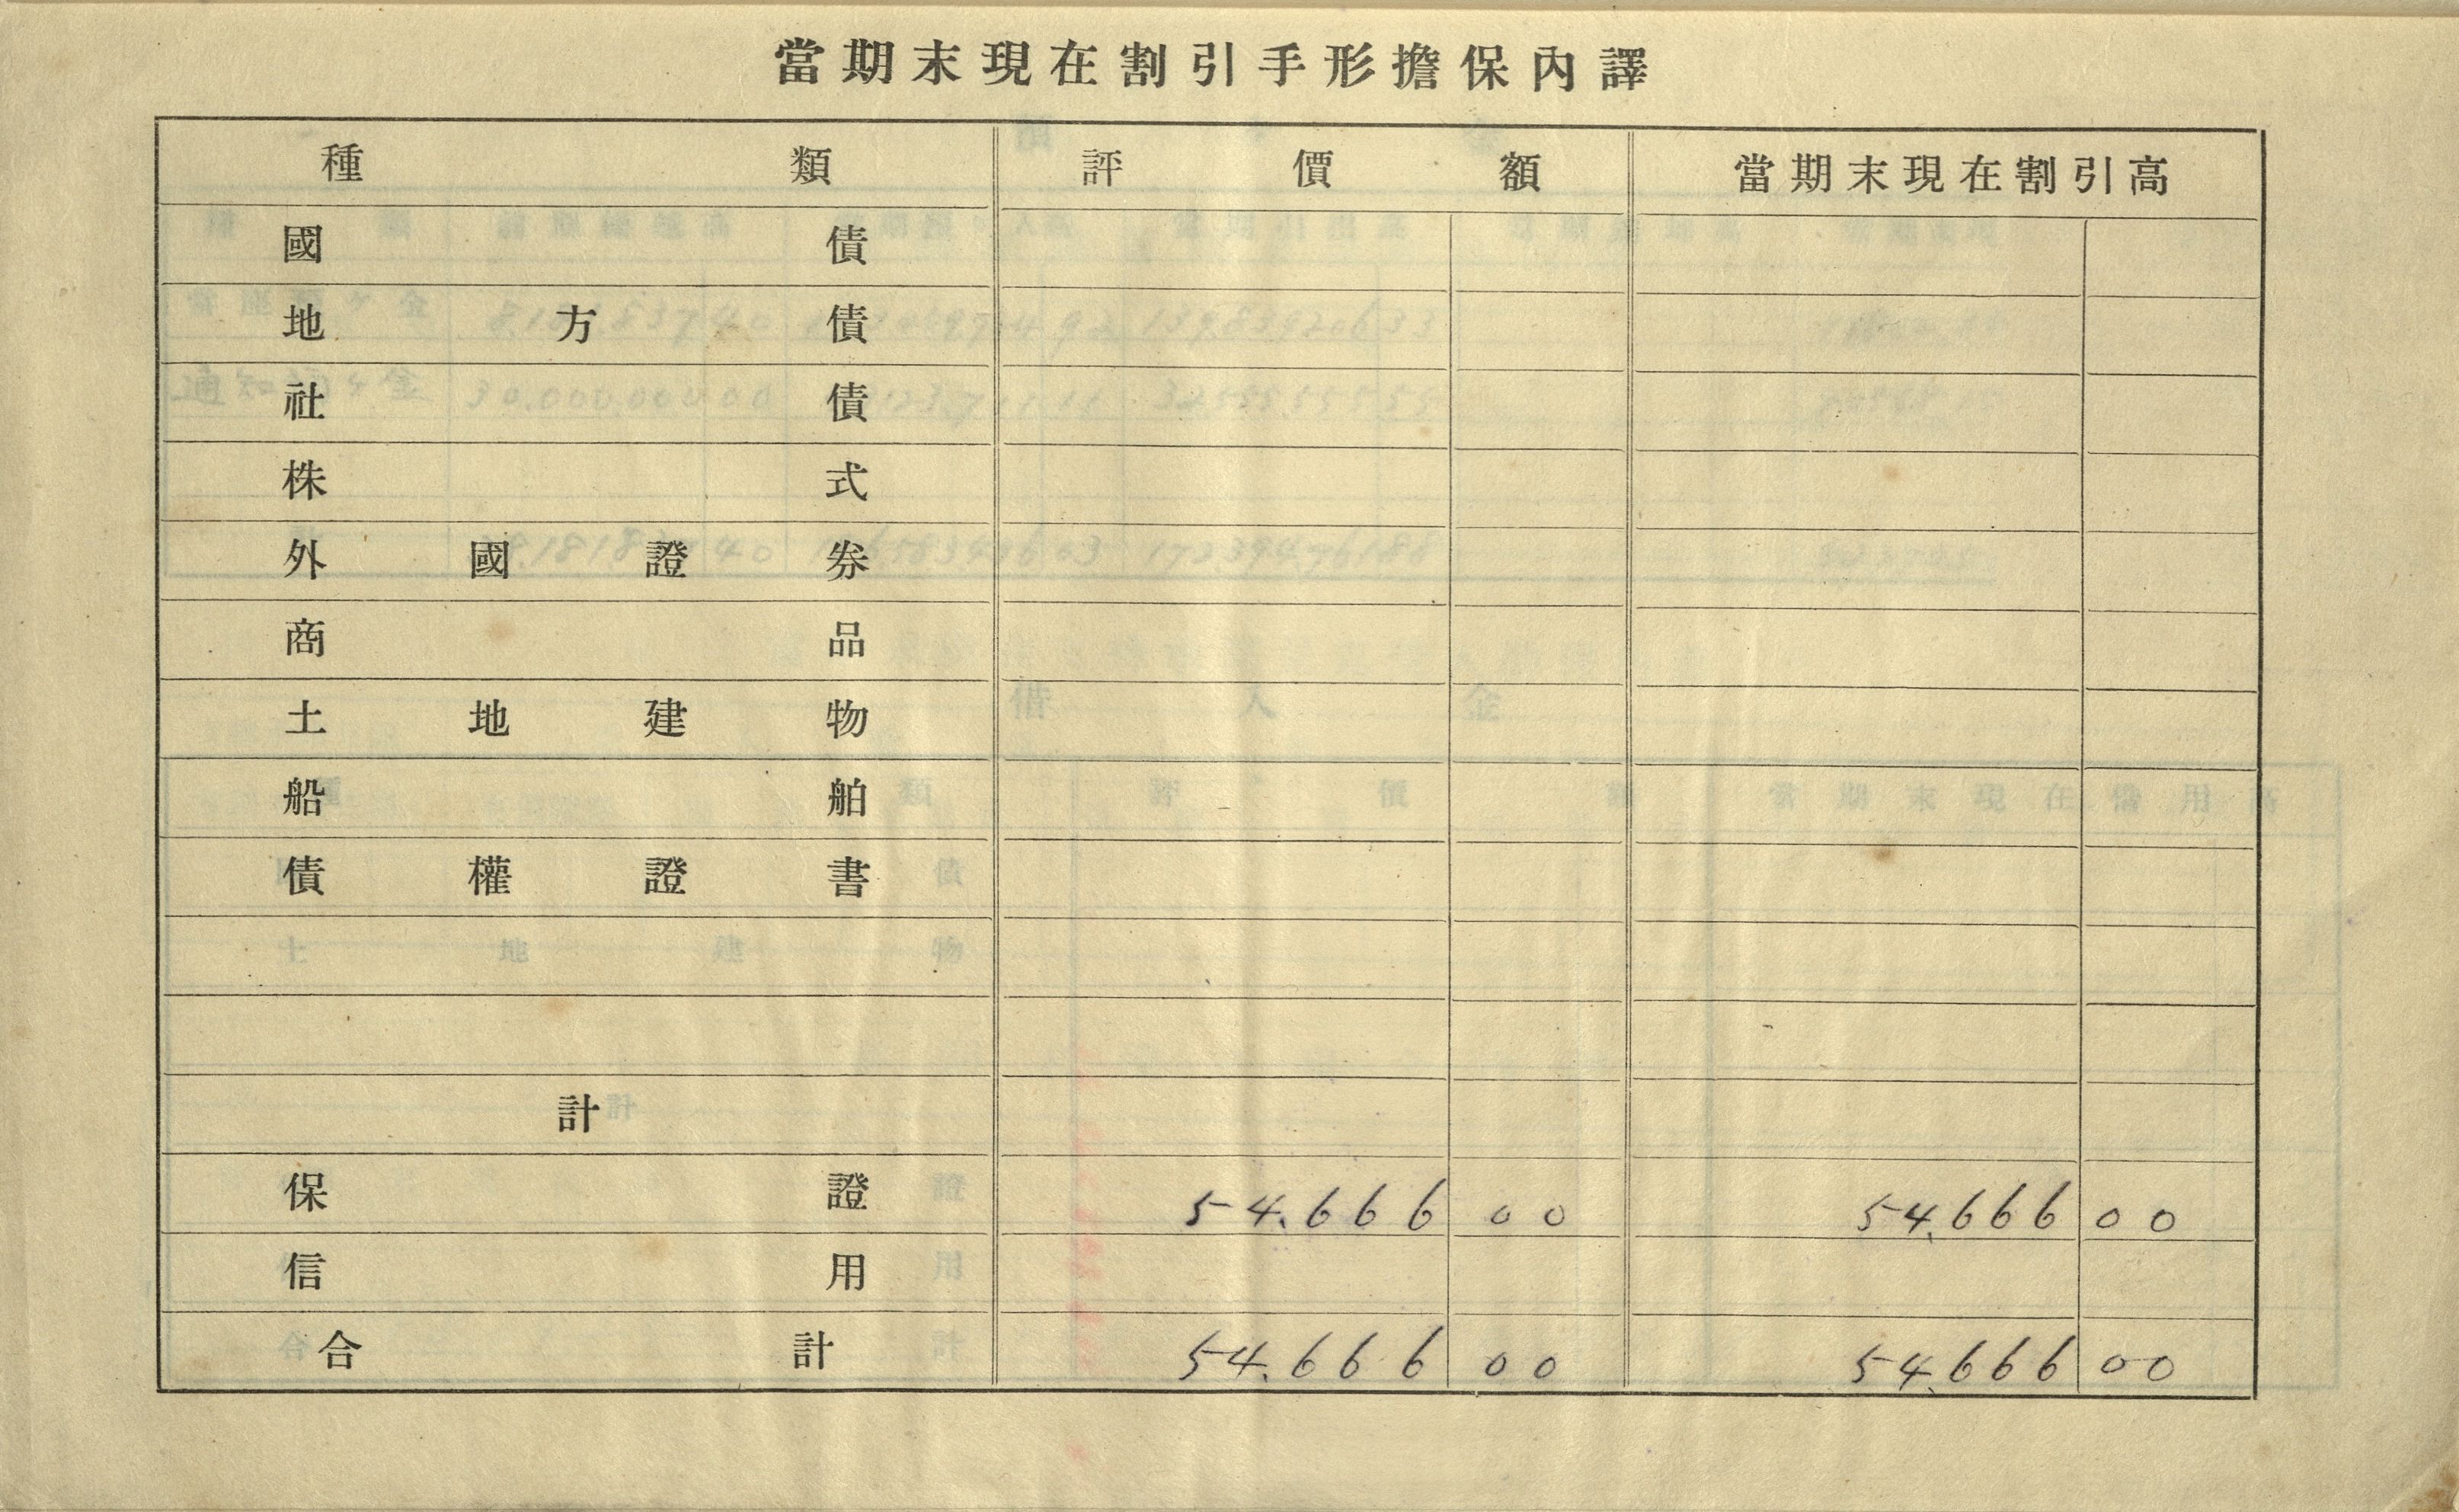 當期末現在割引手形擔保內譯
種類 評價額 當期末現在割引高
國債
地方債
社債
株式
外國證券
商品
土地建物
船舶
債權證書
計
保證 54.666 00 54.666 00
信用
合計 54.666 00 54.666 00